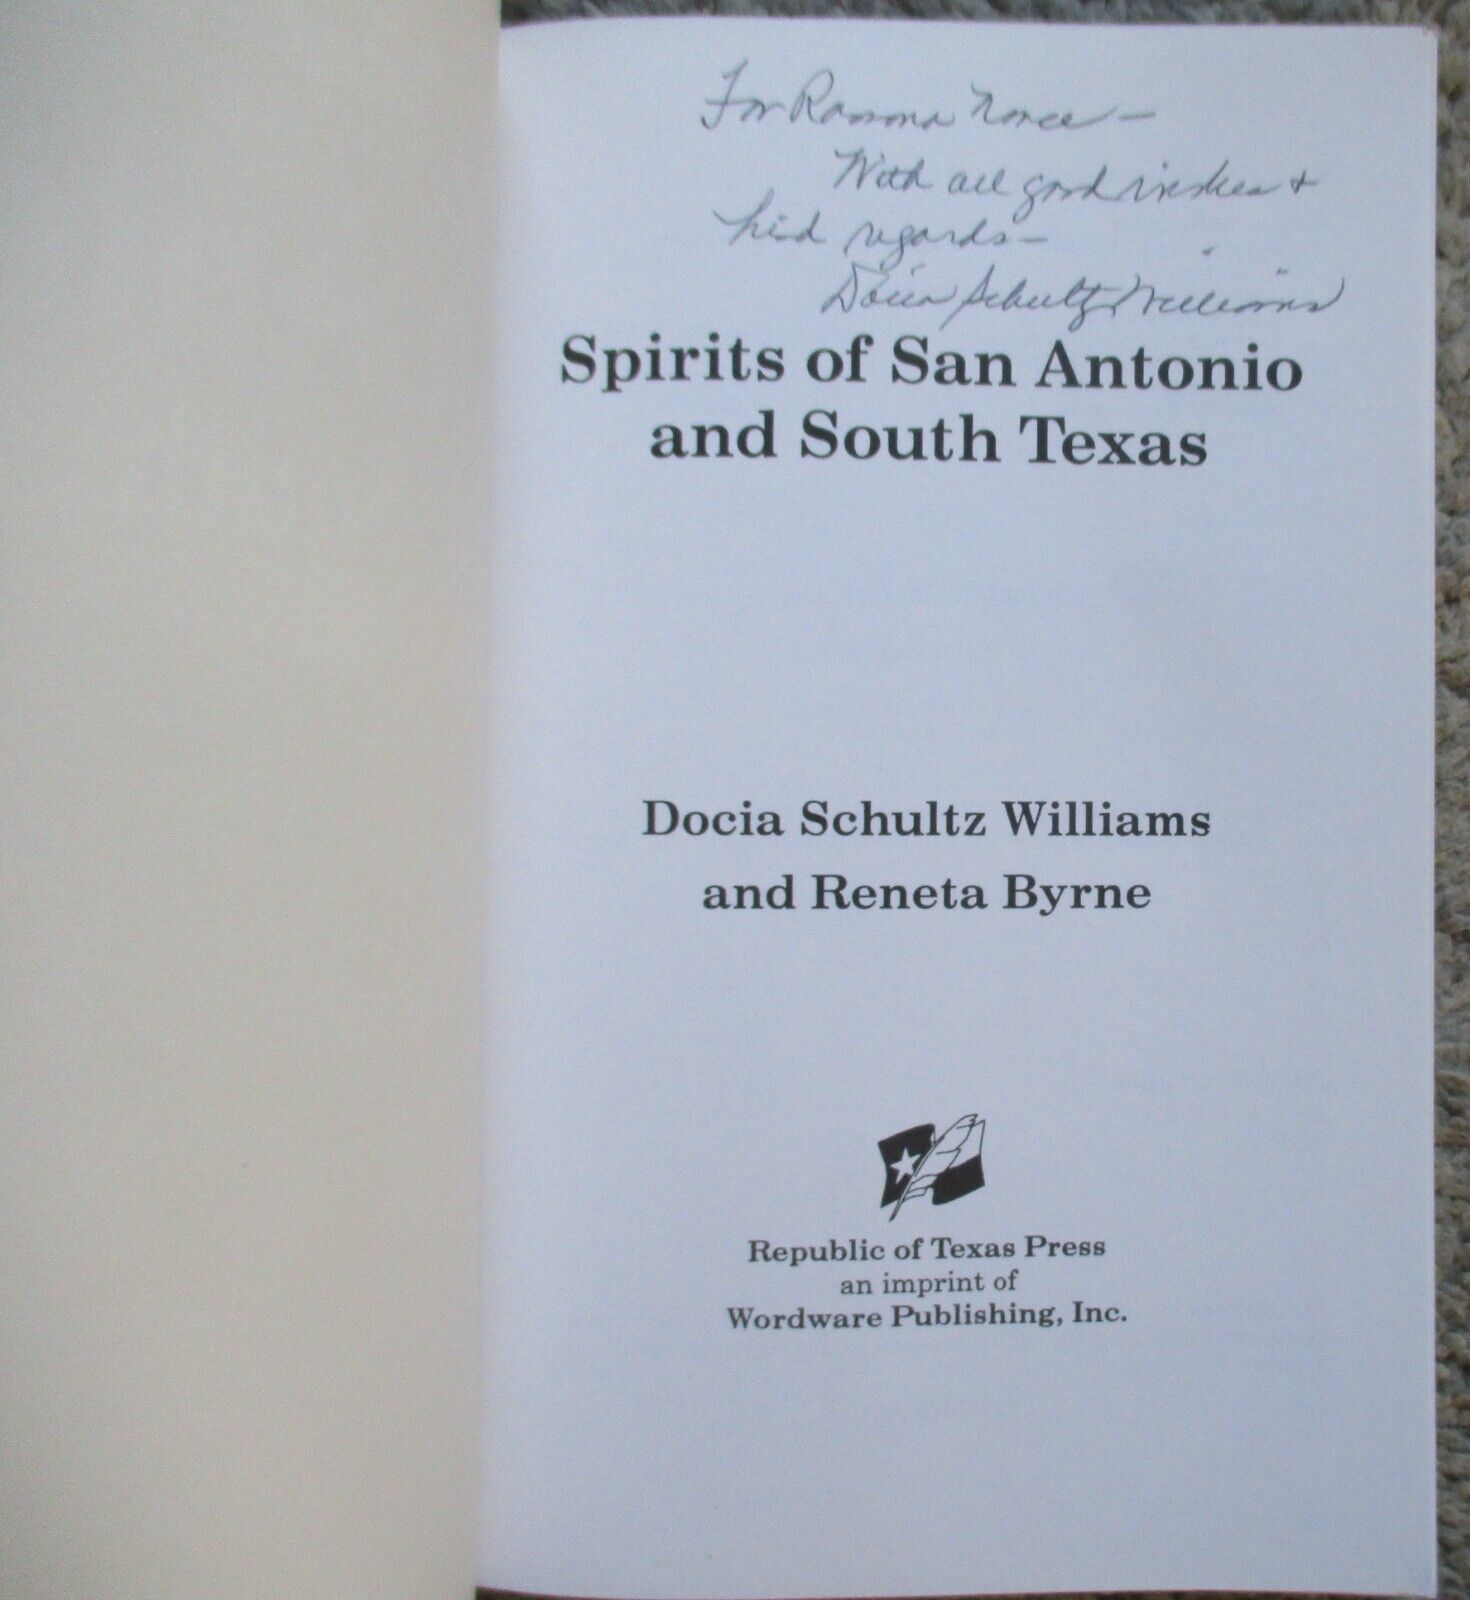 For Ramona Nance —
With all good wishes &
kind regards —
Docia Schultz Williams
Spirits of San Antonio
and South Texas
Docia Schultz Williams
and Reneta Byrne
Republic of Texas Press
an imprint of
Wordware Publishing, Inc.